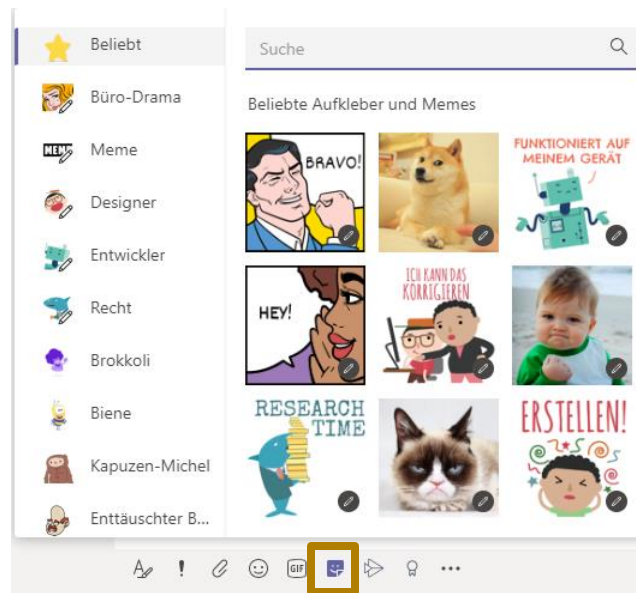 Beliebt
Büro-Drama
MEME
Meme
Designer
Entwickler
Recht
Brokkoli
Biene
Kapuzen-Michel
Enttäuschter B...
Suche
Beliebte Aufkleber und Memes
BRAVO!
FUNKTIONIERT AUF
MEINEM GERÄT
HEY!
ICH KANN DAS
KORRIGIEREN
RESEARCH
TIME
ERSTELLEN!
GIF